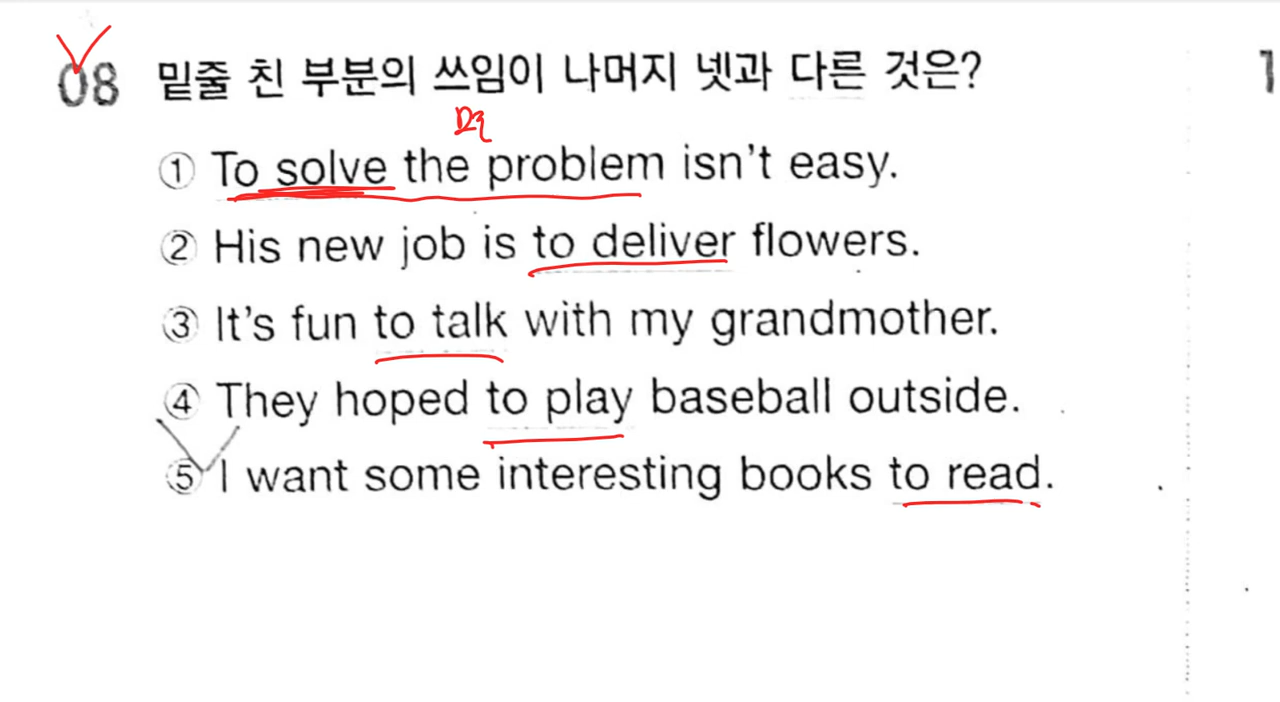 08 밑줄 친 부분의 쓰임이 나머지 넷과 다른 것은?
① To solve the problem isn't easy.
② His new job is to deliver flowers.
③ It's fun to talk with my grandmother.
④ They hoped to play baseball outside.
⑤ I want some interesting books to read.
1